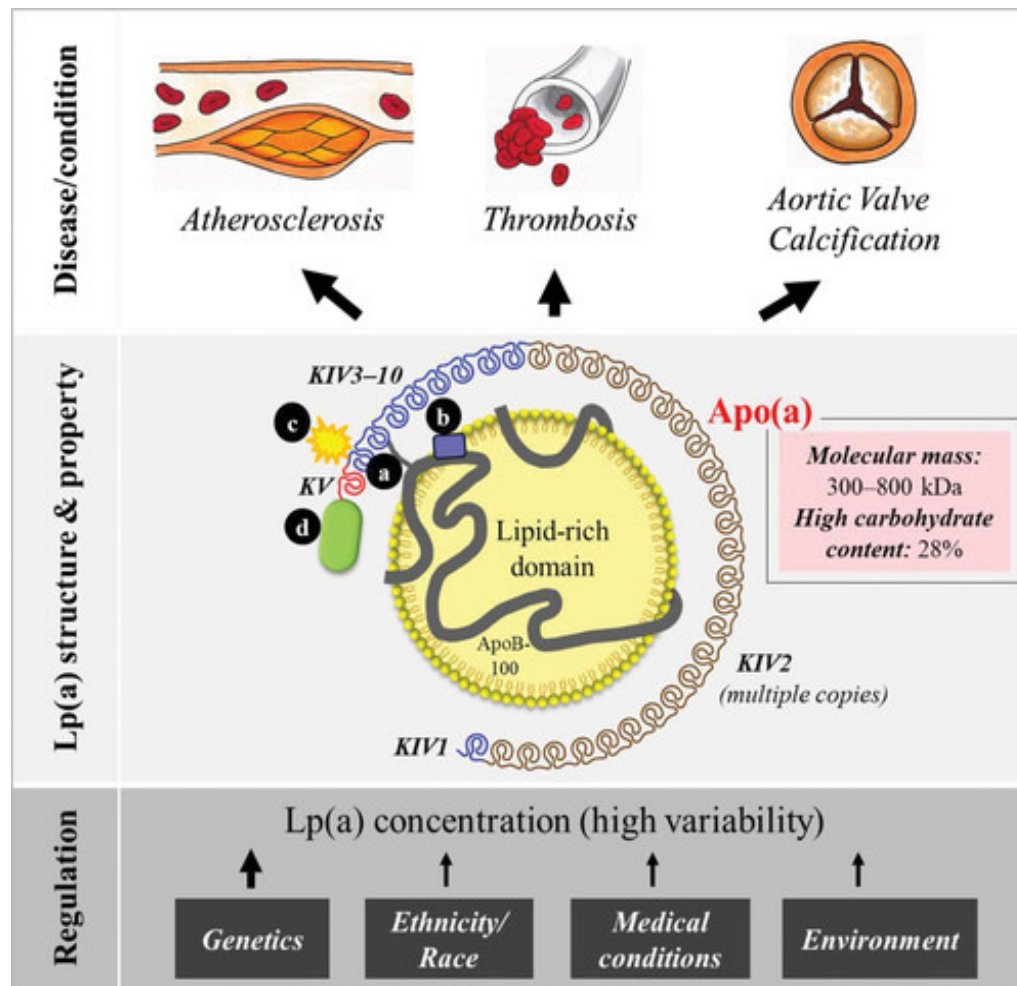 Disease/condition
Atherosclerosis
Thrombosis
Aortic Valve
Calcification
Lp(a) structure & property
KIV3–10
c
b
a
KV
d
Lipid-rich
domain
ApoB-
100
Apo(a)
Molecular mass:
300–800 kDa
High carbohydrate
content: 28%
KIV2
(multiple copies)
KIV1
Regulation
Lp(a) concentration (high variability)
Genetics
Ethnicity/
Race
Medical
conditions
Environment